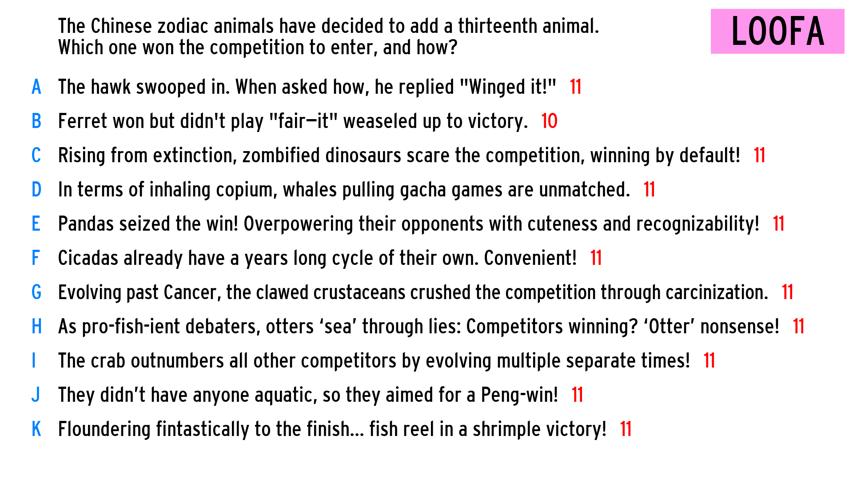 The Chinese zodiac animals have decided to add a thirteenth animal.
Which one won the competition to enter, and how?
LOOFA
A The hawk swooped in. When asked how, he replied "Winged it!" 11
B Ferret won but didn't play "fair—it" weaseled up to victory. 10
C Rising from extinction, zombified dinosaurs scare the competition, winning by default! 11
D In terms of inhaling copium, whales pulling gacha games are unmatched. 11
E Pandas seized the win! Overpowering their opponents with cuteness and recognizability! 11
F Cicadas already have a years long cycle of their own. Convenient! 11
G Evolving past Cancer, the clawed crustaceans crushed the competition through carcinization. 11
H As pro-fish-ient debaters, otters ‘sea’ through lies: Competitors winning? ‘Otter’ nonsense! 11
I The crab outnumbers all other competitors by evolving multiple separate times! 11
J They didn’t have anyone aquatic, so they aimed for a Peng-win! 11
K Floundering fintastically to the finish... fish reel in a shrimple victory! 11